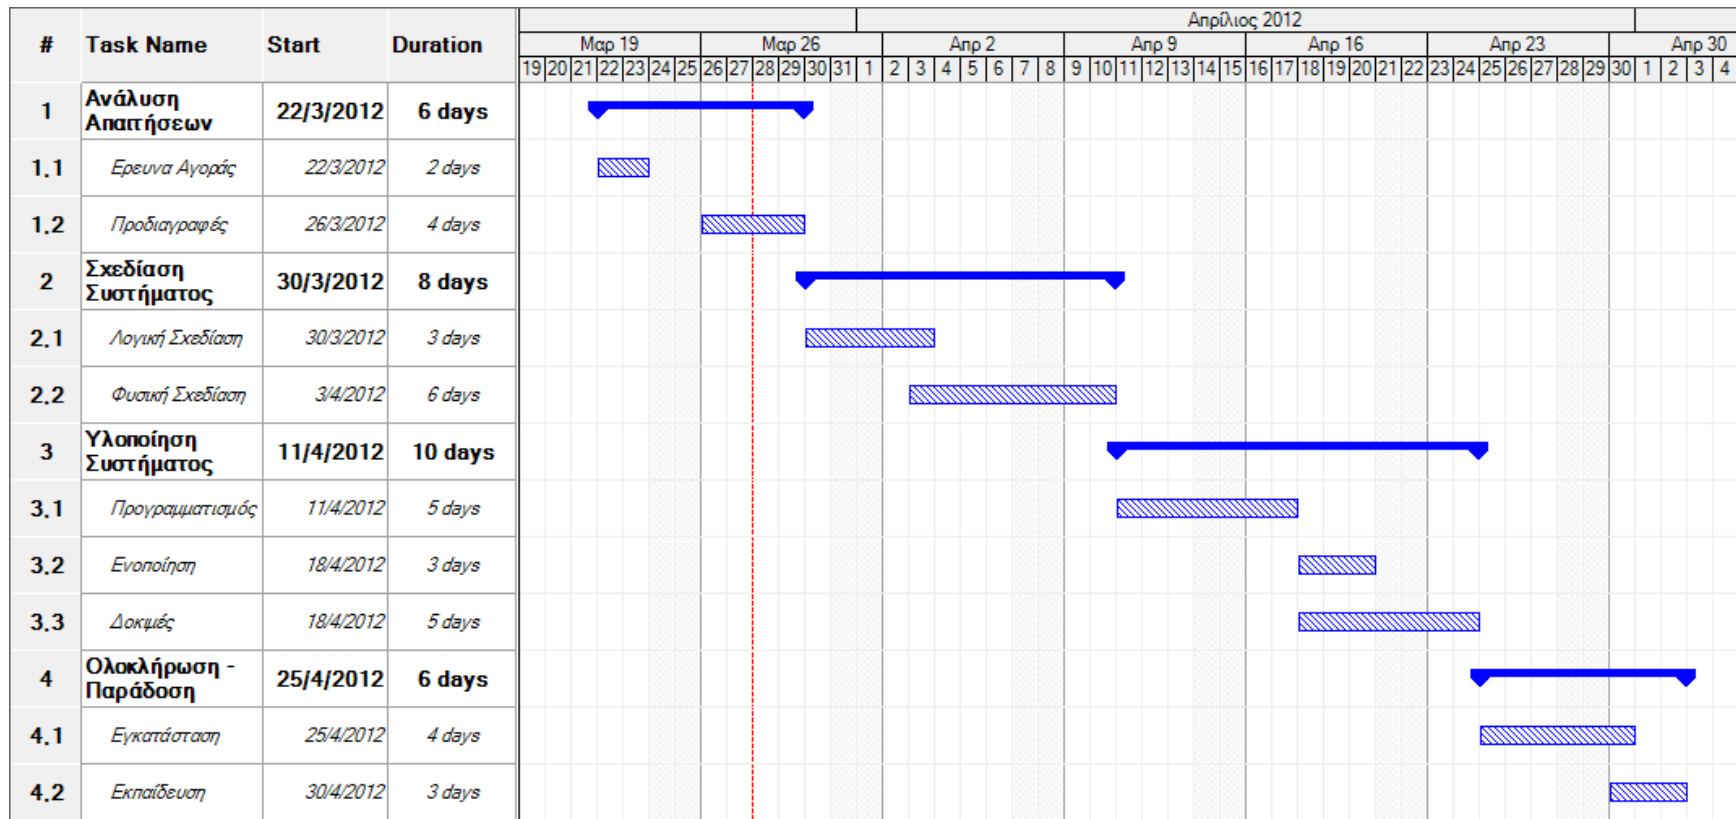 Απρίλιος 2012
# Task Name Start Duration Μαρ 19 Μαρ 26 Απρ 2 Απρ 9 Απρ 16 Απρ 23 Απρ 30
19 20 21 22 23 24 25 26 27 28 29 30 31 1 2 3 4 5 6 7 8 9 10 11 12 13 14 15 16 17 18 19 20 21 22 23 24 25 26 27 28 29 30 1 2 3 4
1 Ανάλυση Απαιτήσεων 22/3/2012 6 days
1.1 Ερευνα Αγοράς 22/3/2012 2 days
1.2 Προδιαγραφές 26/3/2012 4 days
2 Σχεδίαση Συστήματος 30/3/2012 8 days
2.1 Λογική Σχεδίαση 30/3/2012 3 days
2.2 Φυσική Σχεδίαση 3/4/2012 6 days
3 Υλοποίηση Συστήματος 11/4/2012 10 days
3.1 Προγραμματισμός 11/4/2012 5 days
3.2 Ενοποίηση 18/4/2012 3 days
3.3 Δοκιμές 18/4/2012 5 days
4 Ολοκλήρωση - Παράδοση 25/4/2012 6 days
4.1 Εγκατάσταση 25/4/2012 4 days
4.2 Εκπαίδευση 30/4/2012 3 days